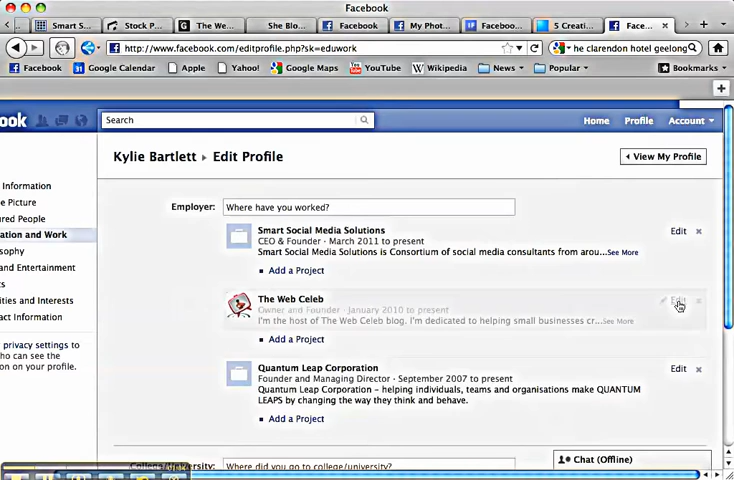 Facebook
Smart S...
Stock P...
The We...
She Blo...
Facebook
My Phot...
Faceboo...
5 Creati...
Face...
http://www.facebook.com/editprofile.php?sk=eduwork
he clarendon hotel geelong
Facebook
Google Calendar
Apple
Yahoo!
Google Maps
YouTube
Wikipedia
News
Popular
Bookmarks
ook
Search
Home
Profile
Account
Kylie Bartlett ▸ Edit Profile
View My Profile
Information
e Picture
ured People
ation and Work
osophy
and Entertainment
ts
ities and Interests
tact Information
privacy settings to
ho can see the
on on your profile.
Employer:
Where have you worked?
Smart Social Media Solutions
Edit
CEO & Founder · March 2011 to present
Smart Social Media Solutions is Consortium of social media consultants from arou...See More
Add a Project
The Web Celeb
Edit
Owner and Founder · January 2010 to present
I'm the host of The Web Celeb blog. I'm dedicated to helping small businesses cr...See More
Add a Project
Quantum Leap Corporation
Edit
Founder and Managing Director · September 2007 to present
Quantum Leap Corporation - helping individuals, teams and organisations make QUANTUM
LEAPS by changing the way they think and behave.
Add a Project
College/University:
Where did you go to college/university?
Chat (Offline)